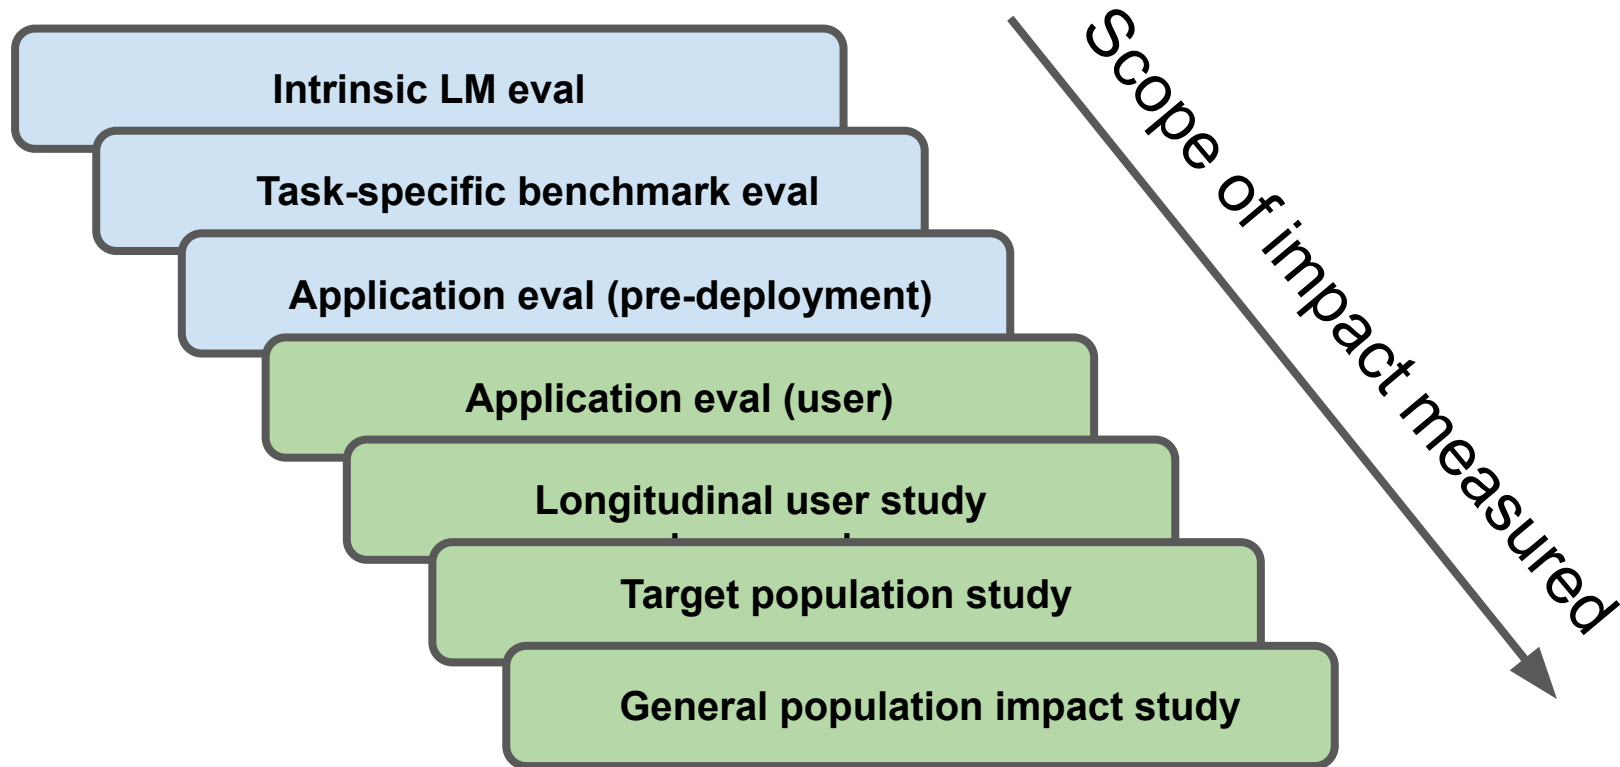 Intrinsic LM eval
Task-specific benchmark eval
Application eval (pre-deployment)
Application eval (user)
Longitudinal user study
Target population study
General population impact study
Scope of impact measured